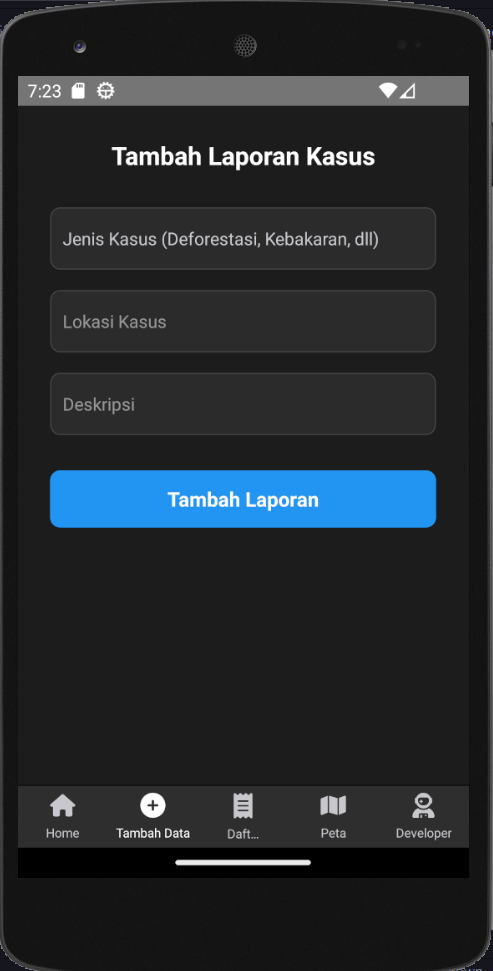 7:23
Tambah Laporan Kasus
Jenis Kasus (Deforestasi, Kebakaran, dll)
Lokasi Kasus
Deskripsi
Tambah Laporan
Home
Tambah Data
Daft...
Peta
Developer